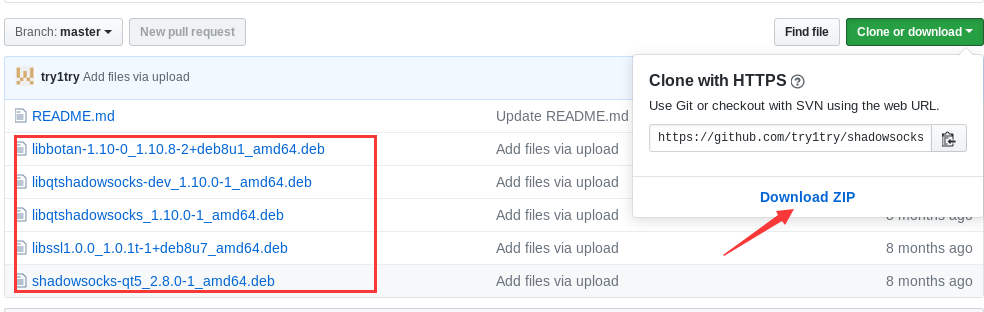 Branch: master
New pull request
Find file
Clone or download
try1try Add files via upload
Clone with HTTPS
Use Git or checkout with SVN using the web URL.
https://github.com/try1try/shadowsocks
Download ZIP
README.md Update README.md
libbotan-1.10-0_1.10.8-2+deb8u1_amd64.deb Add files via upload
libqtshadowsocks-dev_1.10.0-1_amd64.deb Add files via upload
libqtshadowsocks_1.10.0-1_amd64.deb Add files via upload 8 months ago
libssl1.0.0_1.0.1t-1+deb8u7_amd64.deb Add files via upload 8 months ago
shadowsocks-qt5_2.8.0-1_amd64.deb Add files via upload 8 months ago